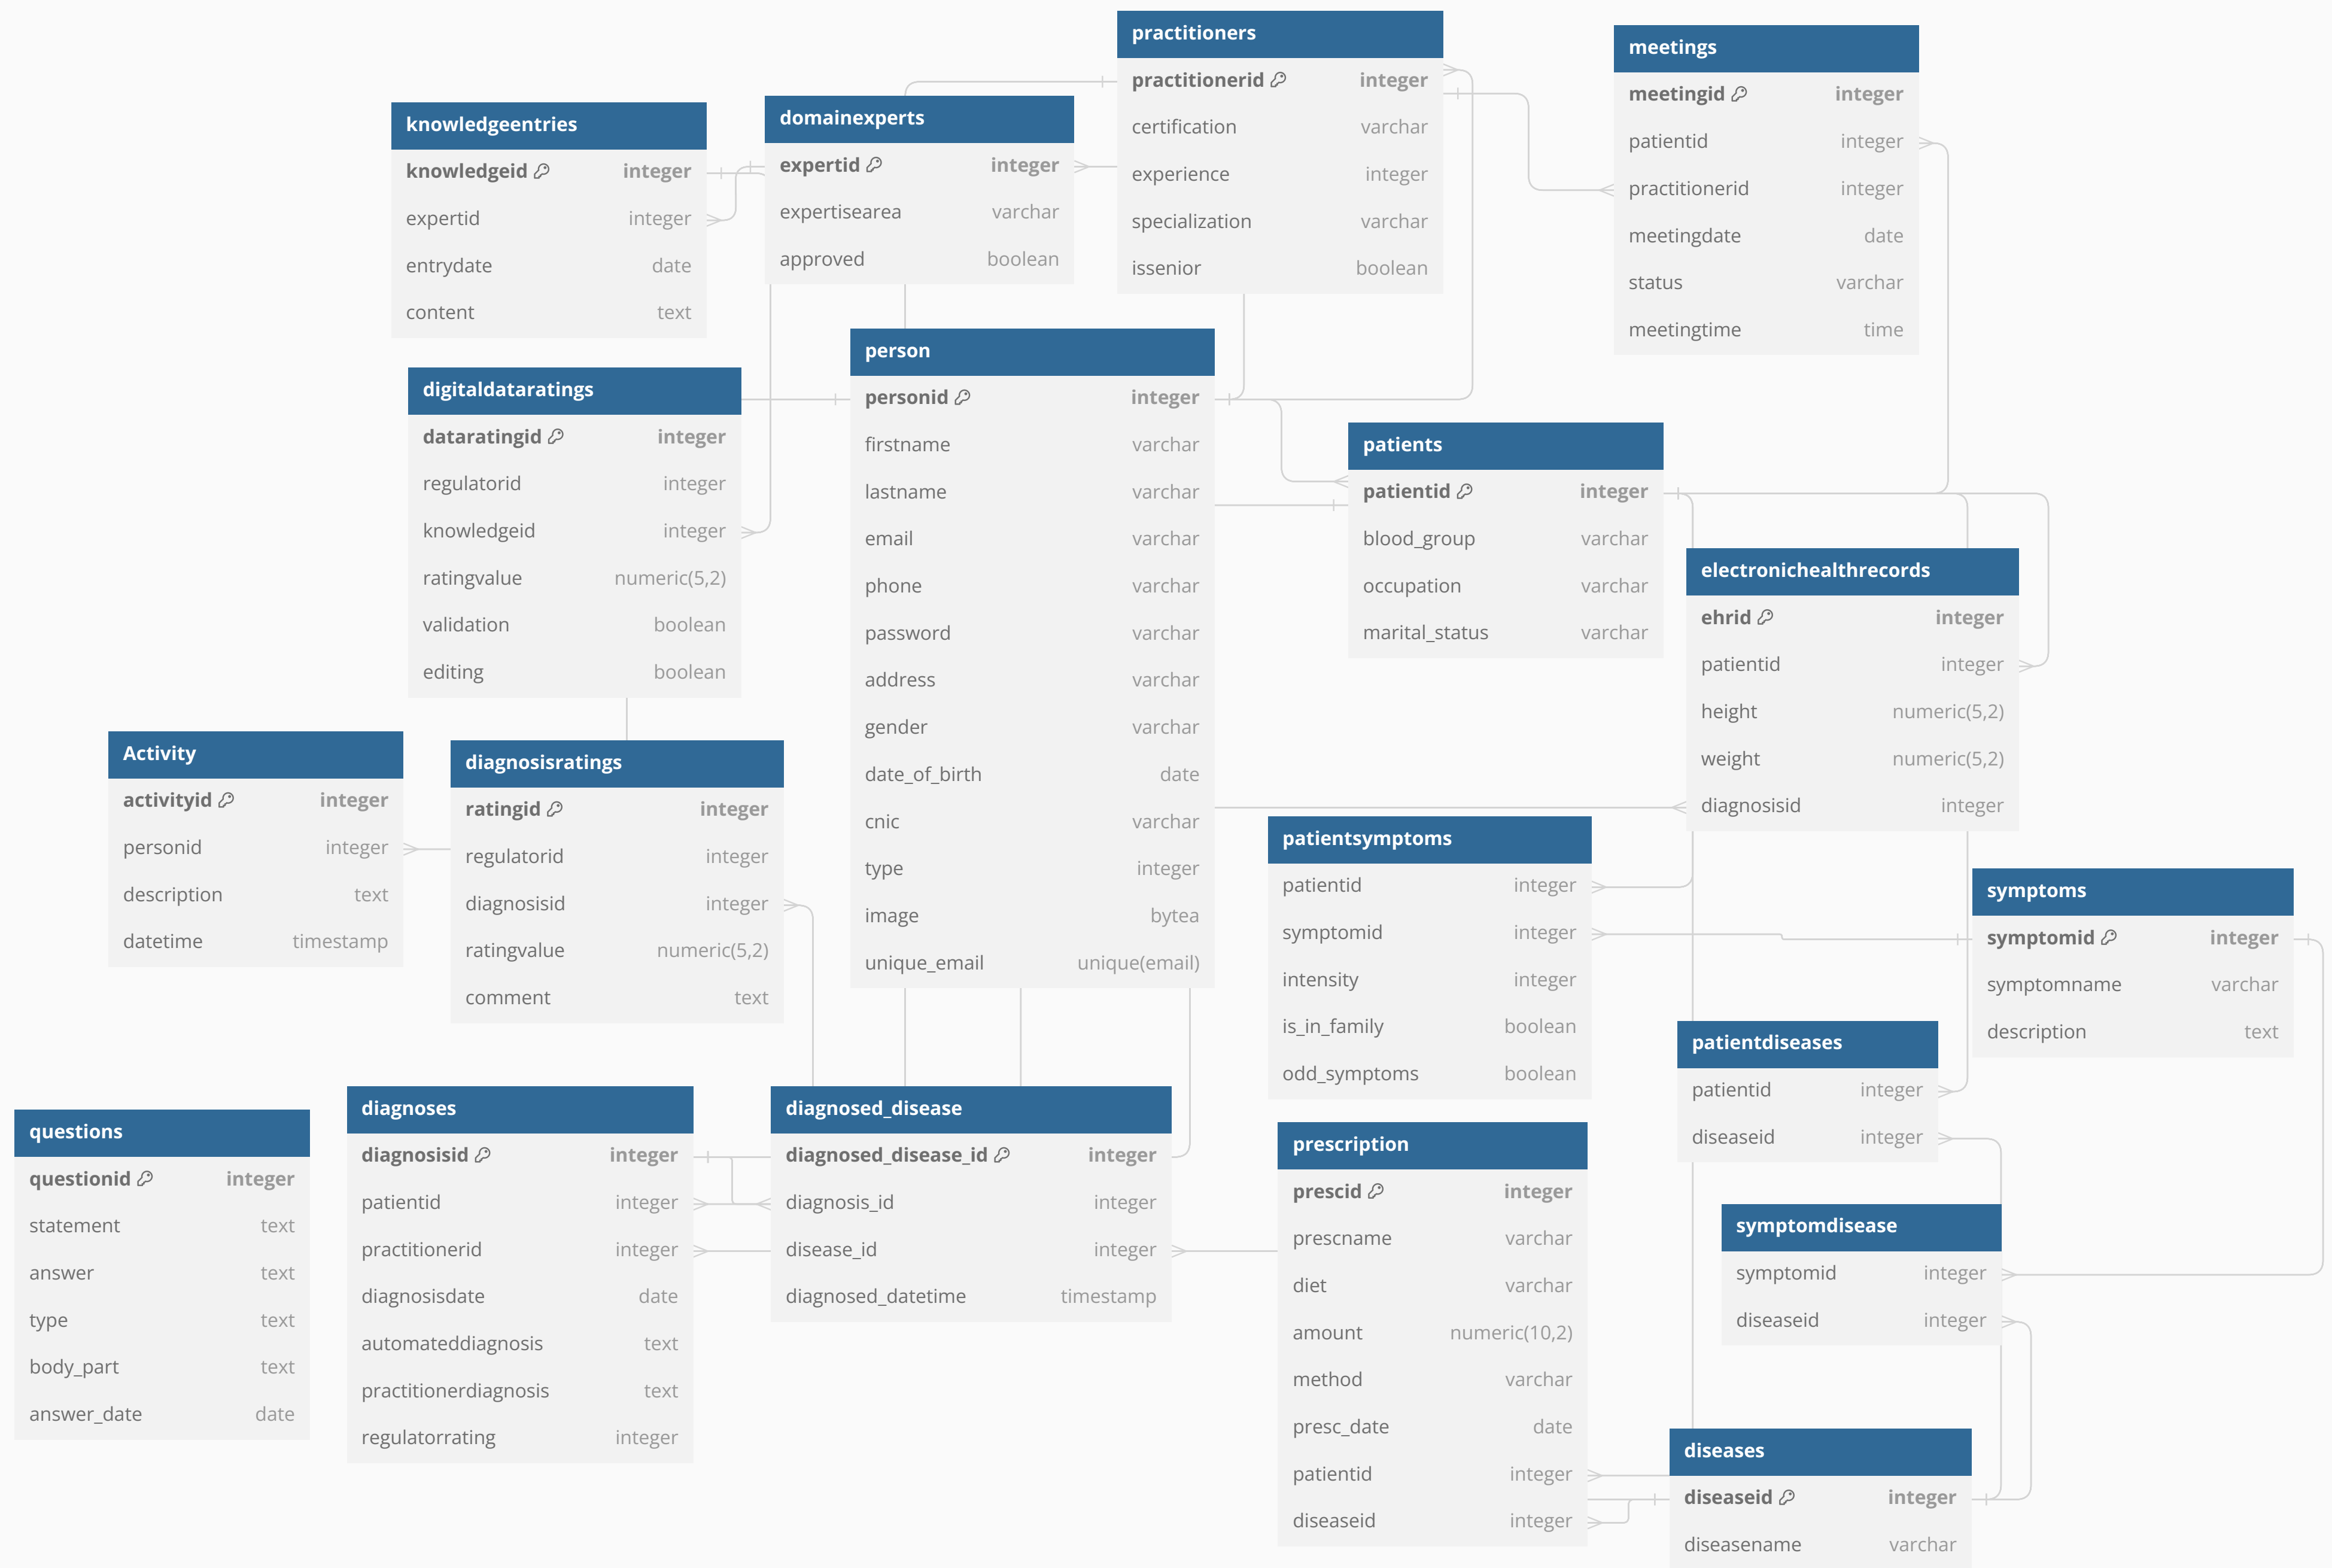 practitioners
practitionerid integer
certification varchar
experience integer
specialization varchar
issenior boolean
meetings
meetingid integer
patientid integer
practitionerid integer
meetingdate date
status varchar
meetingtime time
knowledgeentries
knowledgeid integer
expertid integer
entrydate date
content text
domainexperts
expertid integer
expertisearea varchar
approved boolean
person
personid integer
firstname varchar
lastname varchar
email varchar
phone varchar
password varchar
address varchar
gender varchar
date_of_birth date
cnic varchar
type integer
image bytea
unique_email unique(email)
digitaldataratings
dataratingid integer
regulatorid integer
knowledgeid integer
ratingvalue numeric(5,2)
validation boolean
editing boolean
patients
patientid integer
blood_group varchar
occupation varchar
marital_status varchar
electronichealthrecords
ehrid integer
patientid integer
height numeric(5,2)
weight numeric(5,2)
diagnosisid integer
Activity
activityid integer
personid integer
description text
datetime timestamp
diagnosisratings
ratingid integer
regulatorid integer
diagnosisid integer
ratingvalue numeric(5,2)
comment text
patientsymptoms
patientid integer
symptomid integer
intensity integer
is_in_family boolean
odd_symptoms boolean
symptoms
symptomid integer
symptomname varchar
description text
patientdiseases
patientid integer
diseaseid integer
questions
questionid integer
statement text
answer text
type text
body_part text
answer_date date
diagnoses
diagnosisid integer
patientid integer
practitionerid integer
diagnosisdate date
automateddiagnosis text
practitionerdiagnosis text
regulatorrating integer
diagnosed_disease
diagnosed_disease_id integer
diagnosis_id integer
disease_id integer
diagnosed_datetime timestamp
prescription
prescid integer
prescname varchar
diet varchar
amount numeric(10,2)
method varchar
presc_date date
patientid integer
diseaseid integer
symptomdisease
symptomid integer
diseaseid integer
diseases
diseaseid integer
diseasename varchar